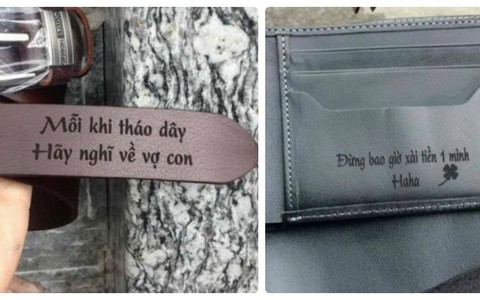 Mỗi khi tháo dây
Hãy nghĩ về vợ con
Đừng bao giờ xài tiền 1 mình
Haha